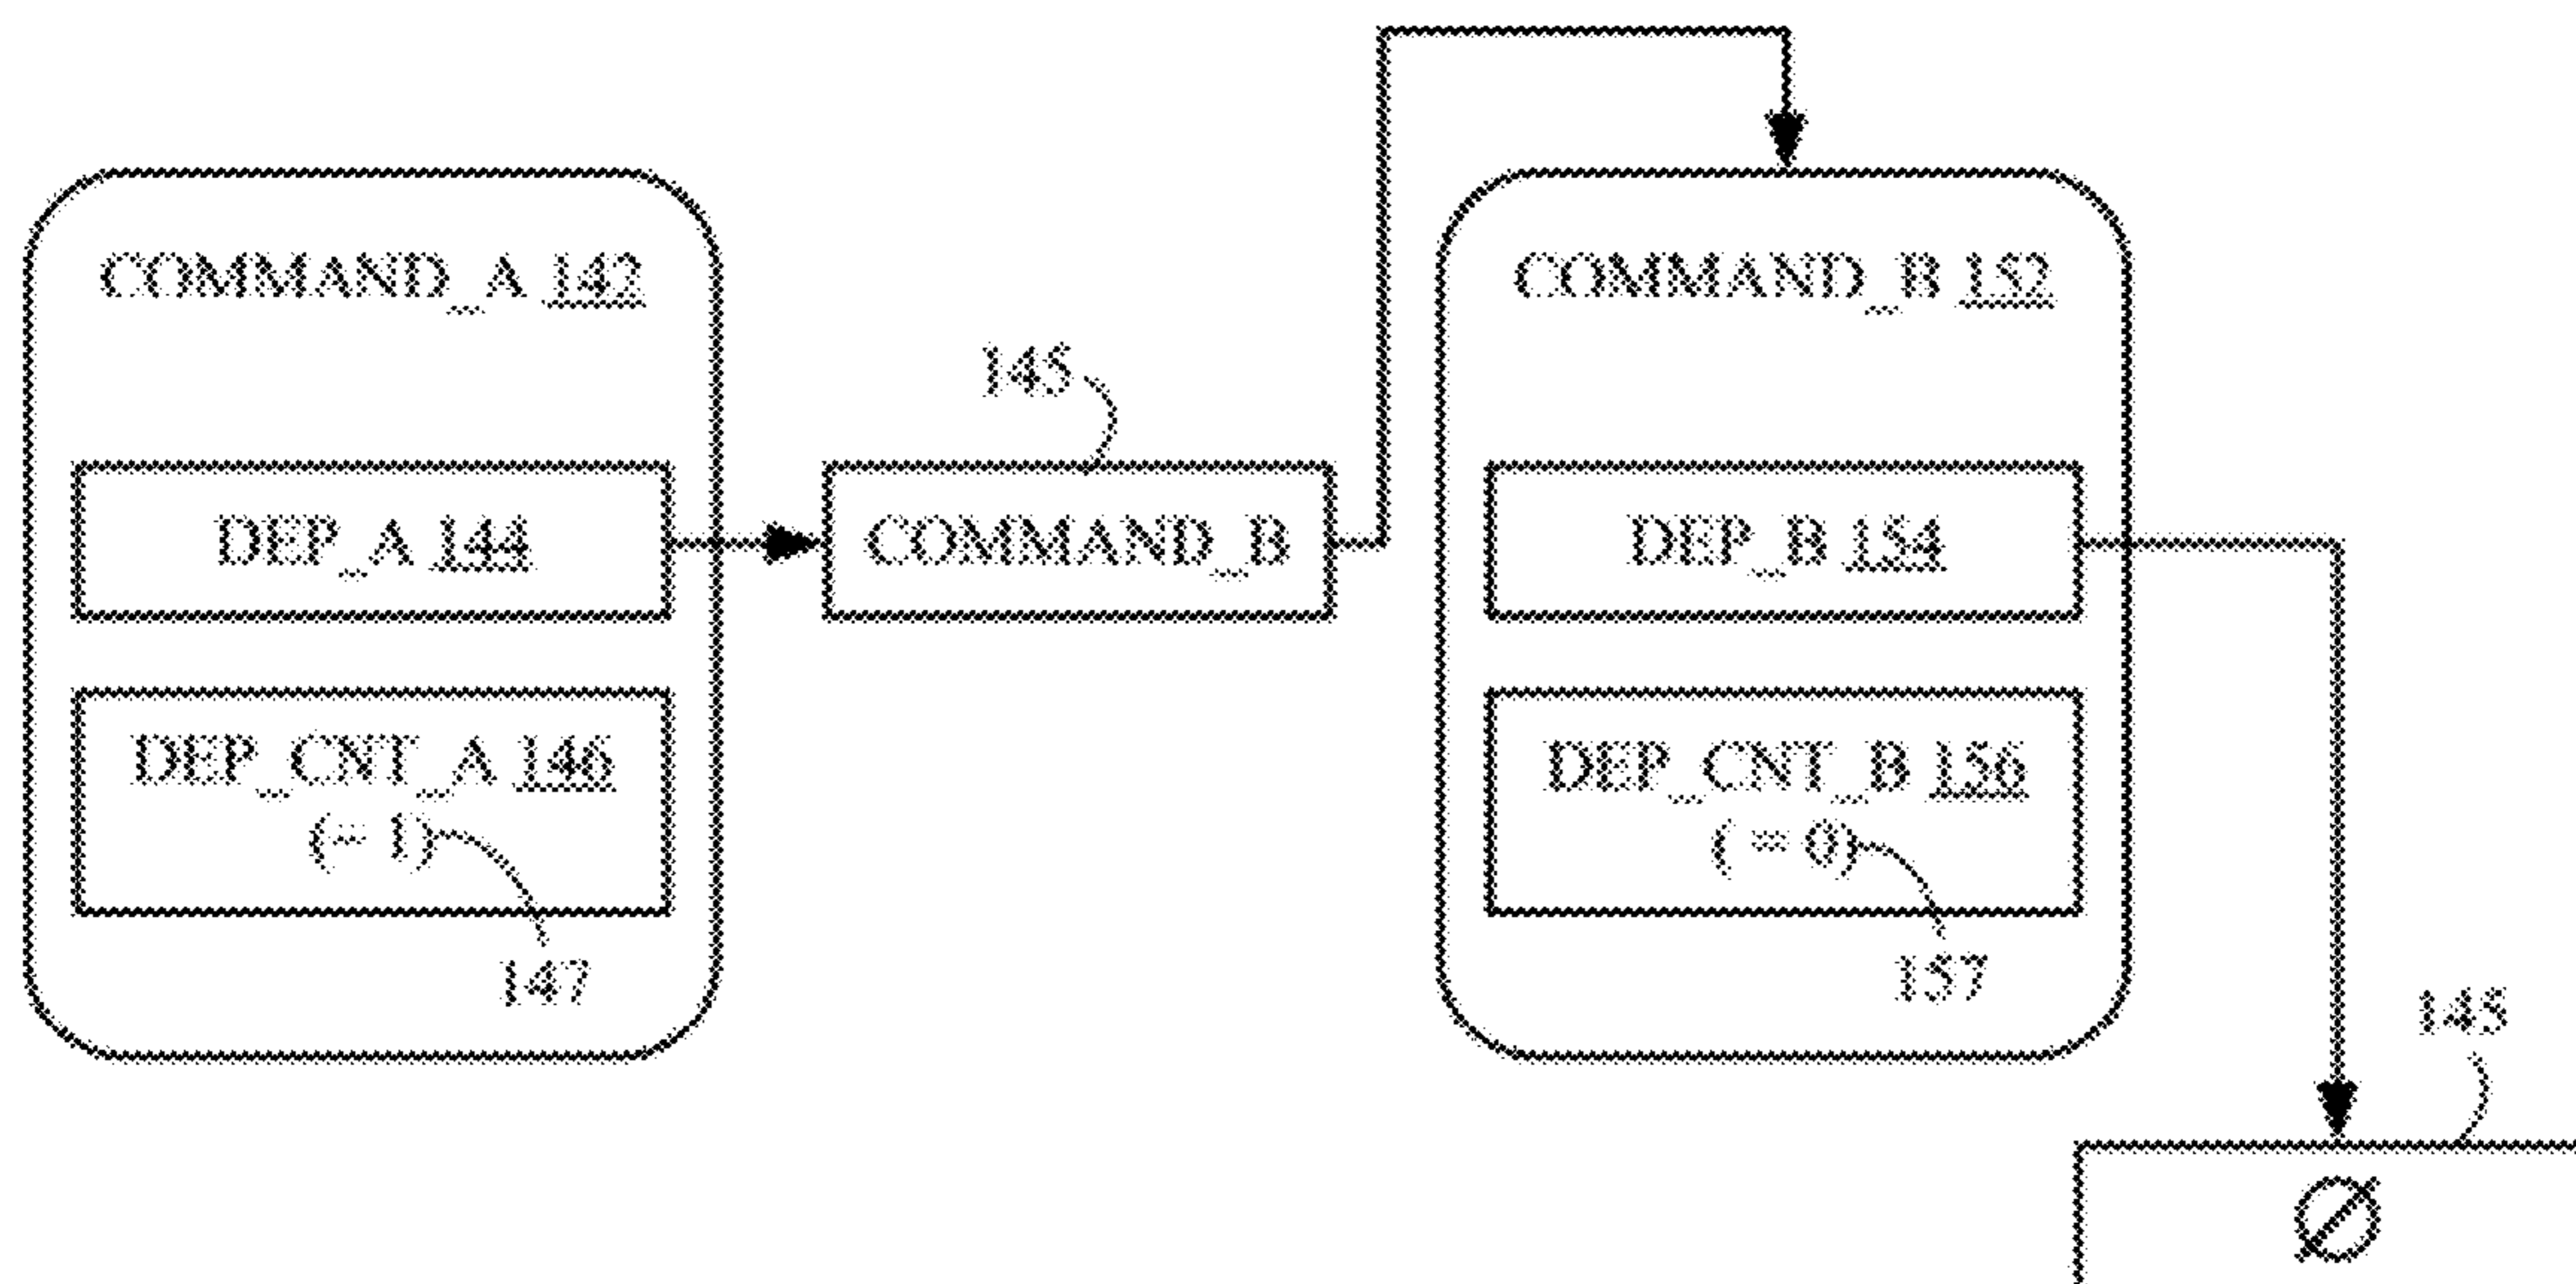 COMMAND_A 142
DEP_A 144
DEP_CNT_A 146
(= 1)
147
145
COMMAND_B
COMMAND_B 152
DEP_B 154
DEP_CNT_B 156
( = 0)
157
145
Ø